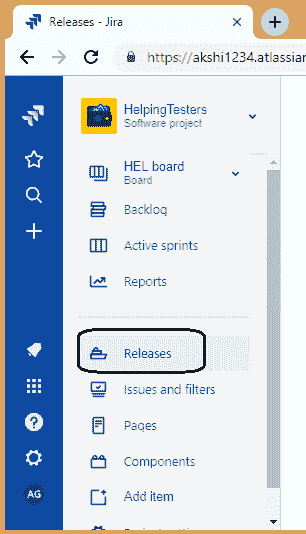 Releases - Jira
https://akshi1234.atlassian
HelpingTesters
Software project
HEL board
Board
Backlog
Active sprints
Reports
Releases
Issues and filters
Pages
Components
Add item
AG